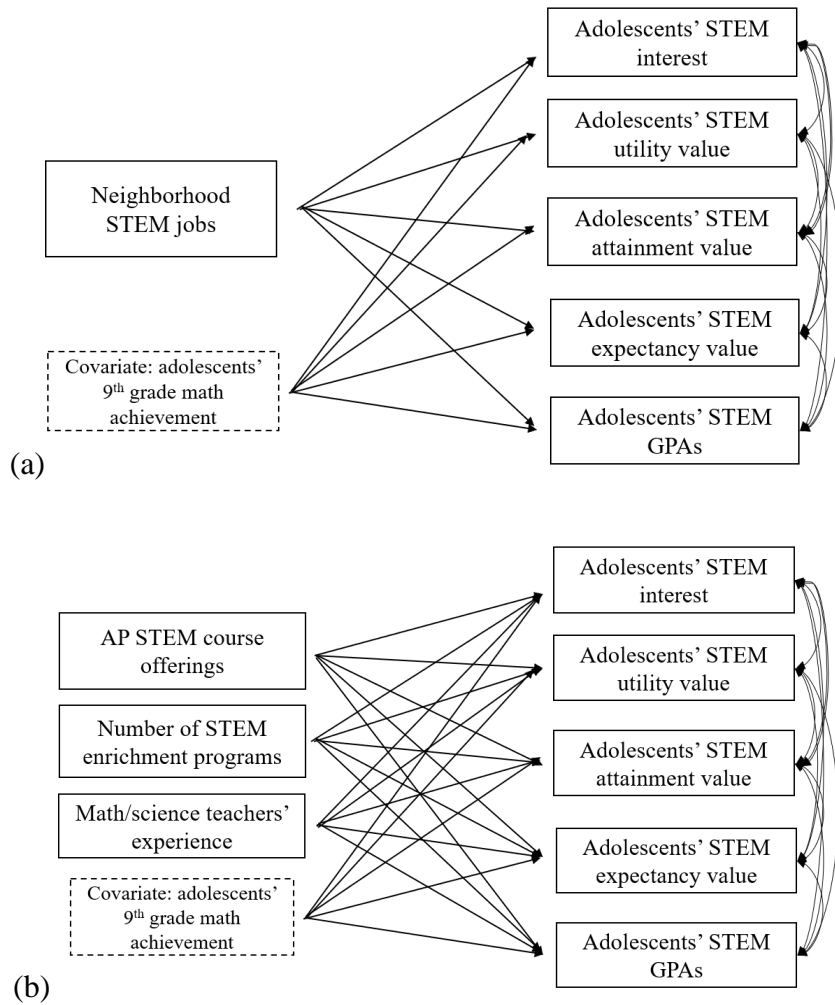 Adolescents’ STEM
interest
Adolescents’ STEM
utility value
Neighborhood
STEM jobs
Adolescents’ STEM
attainment value
Adolescents’ STEM
expectancy value
Covariate: adolescents’
9th grade math
achievement
Adolescents’ STEM
GPAs
(a)
Adolescents’ STEM
interest
AP STEM course
offerings
Adolescents’ STEM
utility value
Number of STEM
enrichment programs
Adolescents’ STEM
attainment value
Math/science teachers’
experience
Adolescents’ STEM
expectancy value
Covariate: adolescents’
9th grade math
achievement
Adolescents’ STEM
GPAs
(b)